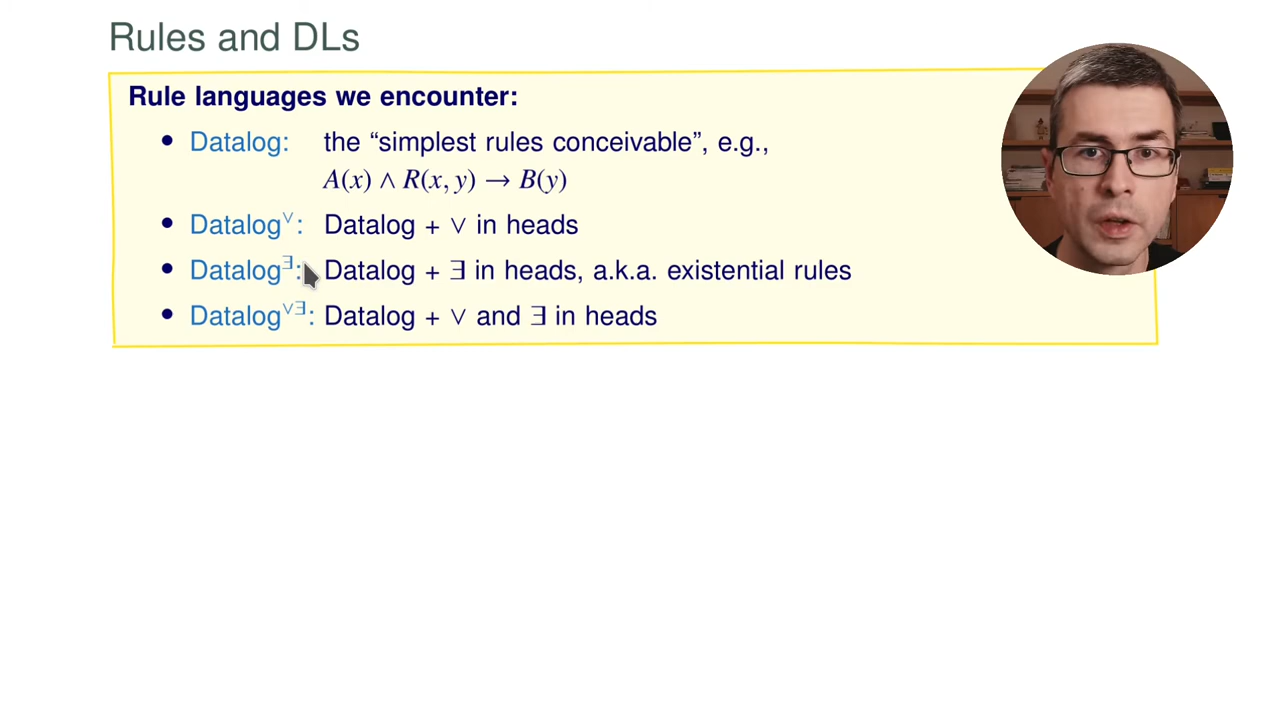 Rules and DLs
Rule languages we encounter:
• Datalog: the “simplest rules conceivable”, e.g.,
A(x) ∧ R(x, y) → B(y)
• Datalog^∨: Datalog + ∨ in heads
• Datalog^∃: Datalog + ∃ in heads, a.k.a. existential rules
• Datalog^∨∃: Datalog + ∨ and ∃ in heads